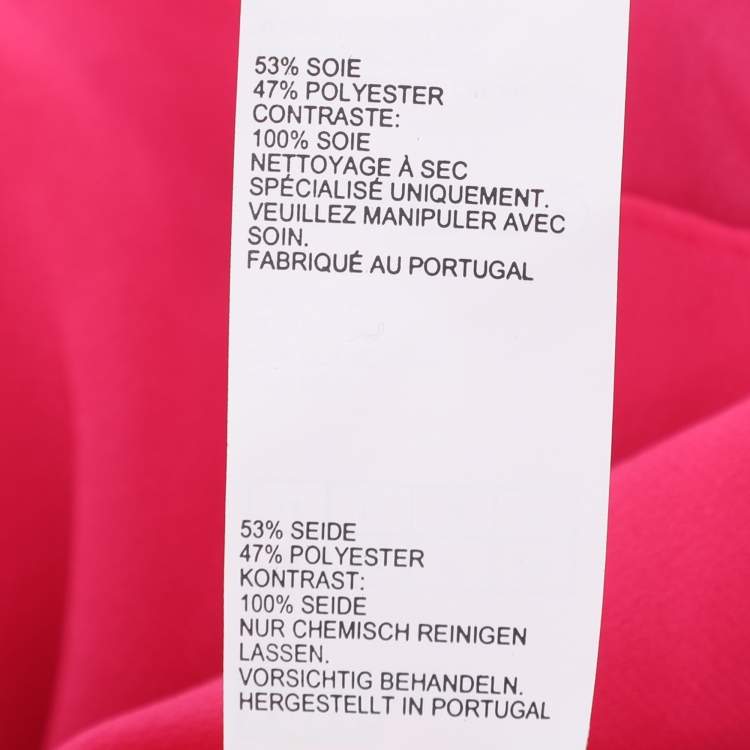 53% SOIE
47% POLYESTER
CONTRASTE:
100% SOIE
NETTOYAGE À SEC
SPÉCIALISÉ UNIQUEMENT.
VEUILLEZ MANIPULER AVEC
SOIN.
FABRIQUÉ AU PORTUGAL
53% SEIDE
47% POLYESTER
KONTRAST:
100% SEIDE
NUR CHEMISCH REINIGEN
LASSEN.
VORSICHTIG BEHANDELN.
HERGESTELLT IN PORTUGAL